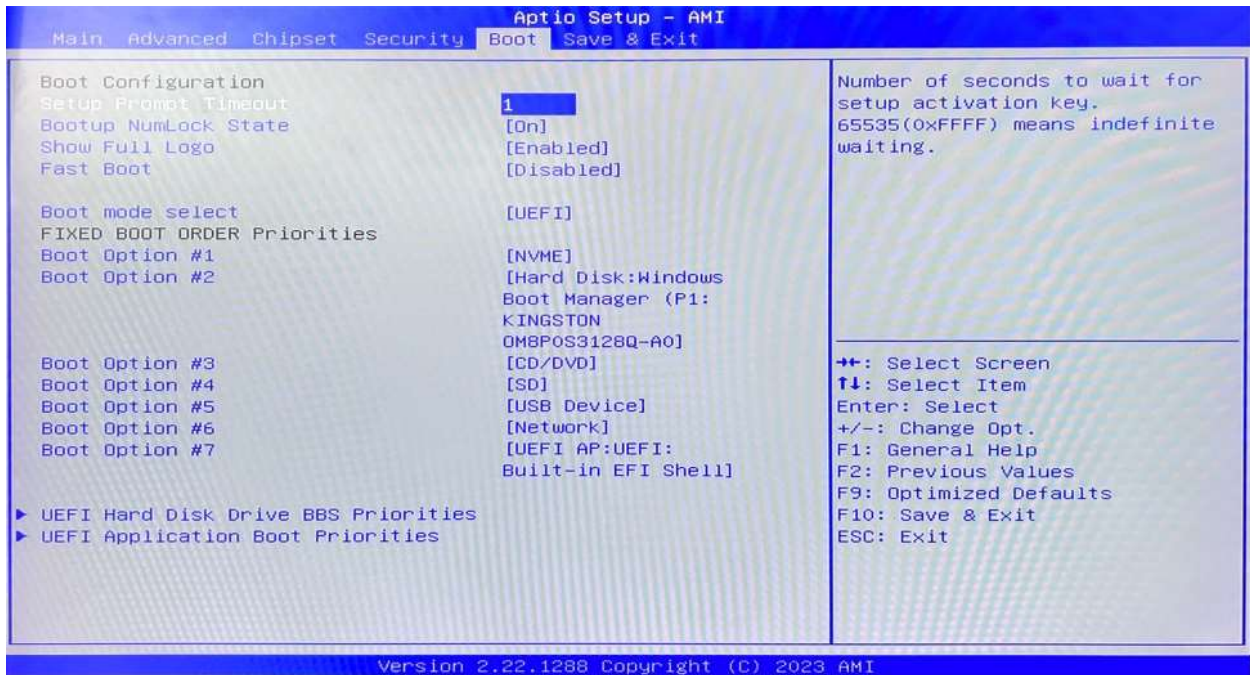 Aptio Setup - AMI
Main Advanced Chipset Security Boot Save & Exit
Boot Configuration
Setup Prompt Timeout 1
Bootup NumLock State [On]
Show Full Logo [Enabled]
Fast Boot [Disabled]
Boot mode select [UEFI]
FIXED BOOT ORDER Priorities
Boot Option #1 [NVME]
Boot Option #2 [Hard Disk:Windows
Boot Manager (P1:
KINGSTON
OM8P0S3128Q-A0]
Boot Option #3 [CD/DVD]
Boot Option #4 [SD]
Boot Option #5 [USB Device]
Boot Option #6 [Network]
Boot Option #7 [UEFI AP:UEFI:
Built-in EFI Shell]
UEFI Hard Disk Drive BBS Priorities
UEFI Application Boot Priorities
Number of seconds to wait for
setup activation key.
65535(0xFFFF) means indefinite
waiting.
→←: Select Screen
↑↓: Select Item
Enter: Select
+/-: Change Opt.
F1: General Help
F2: Previous Values
F9: Optimized Defaults
F10: Save & Exit
ESC: Exit
Version 2.22.1288 Copyright (C) 2023 AMI